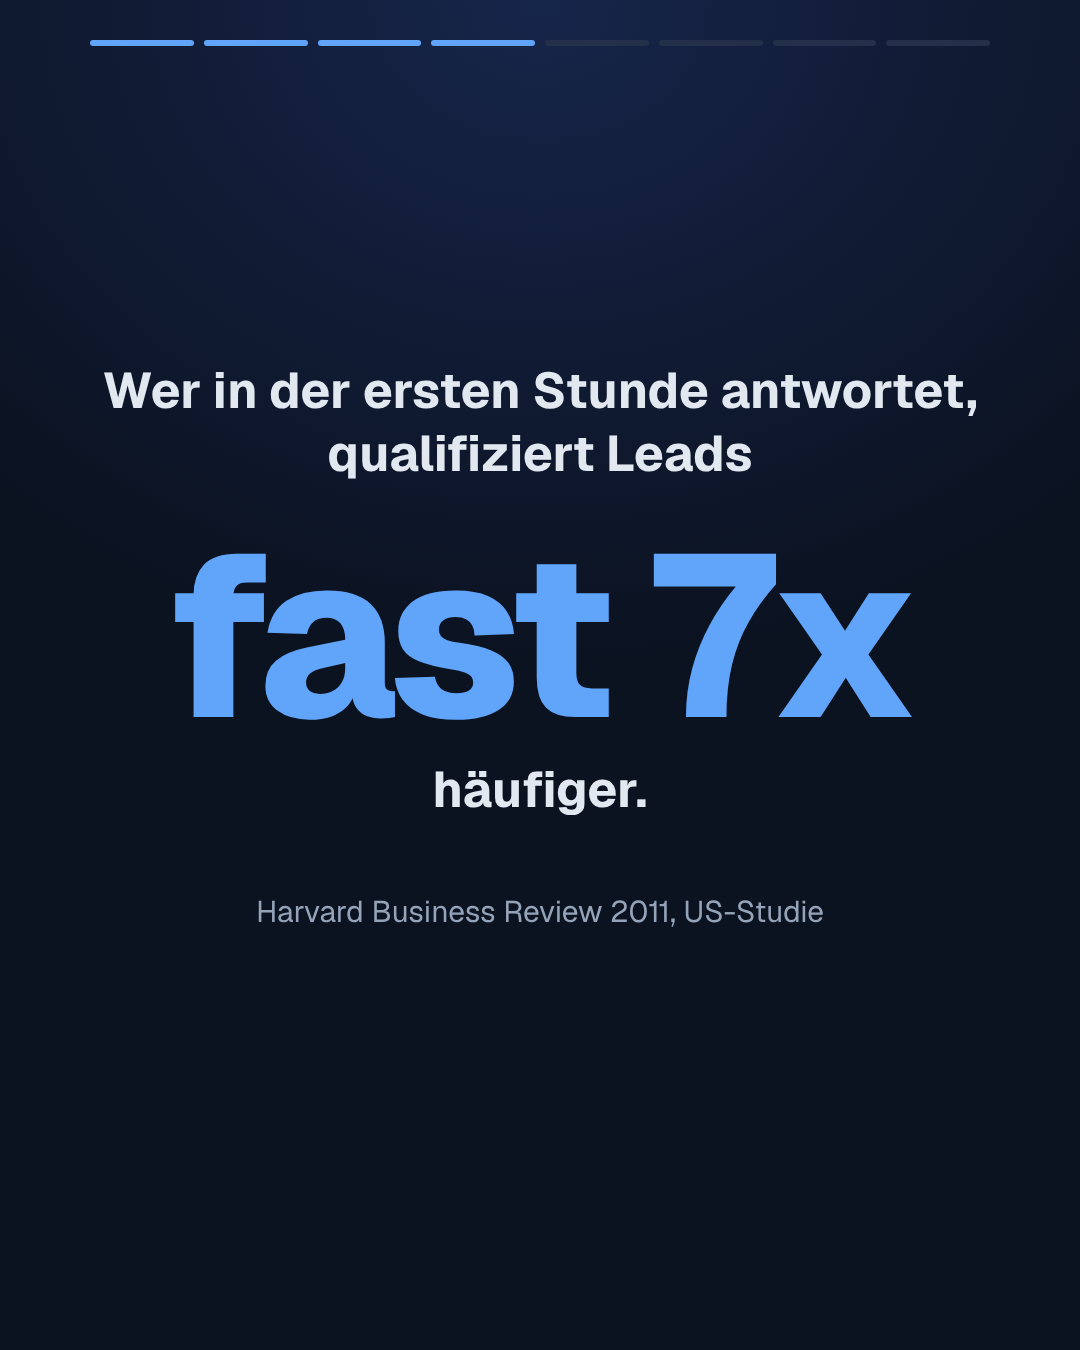 Wer in der ersten Stunde antwortet,
qualifiziert Leads
fast 7x
häufiger.
Harvard Business Review 2011, US-Studie